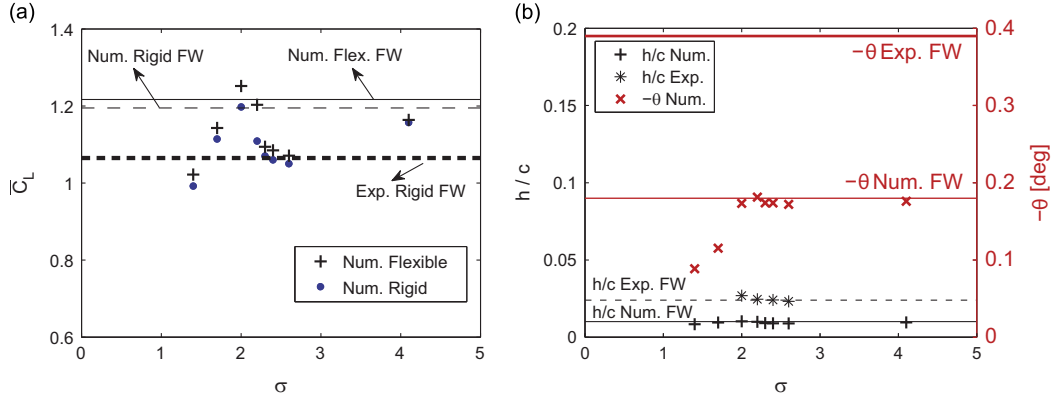 (a)
1.4
1.2
1
0.8
0.6
C̅_L
Num. Rigid FW
Num. Flex. FW
Exp. Rigid FW
Num. Flexible
Num. Rigid
0 1 2 3 4 5
σ
(b)
0.2
0.15
0.1
0.05
0
h / c
h/c Num.
h/c Exp.
−θ Num.
−θ Exp. FW
−θ Num. FW
h/c Exp. FW
h/c Num. FW
0.4
0.3
0.2
0.1
0
−θ [deg]
0 1 2 3 4 5
σ